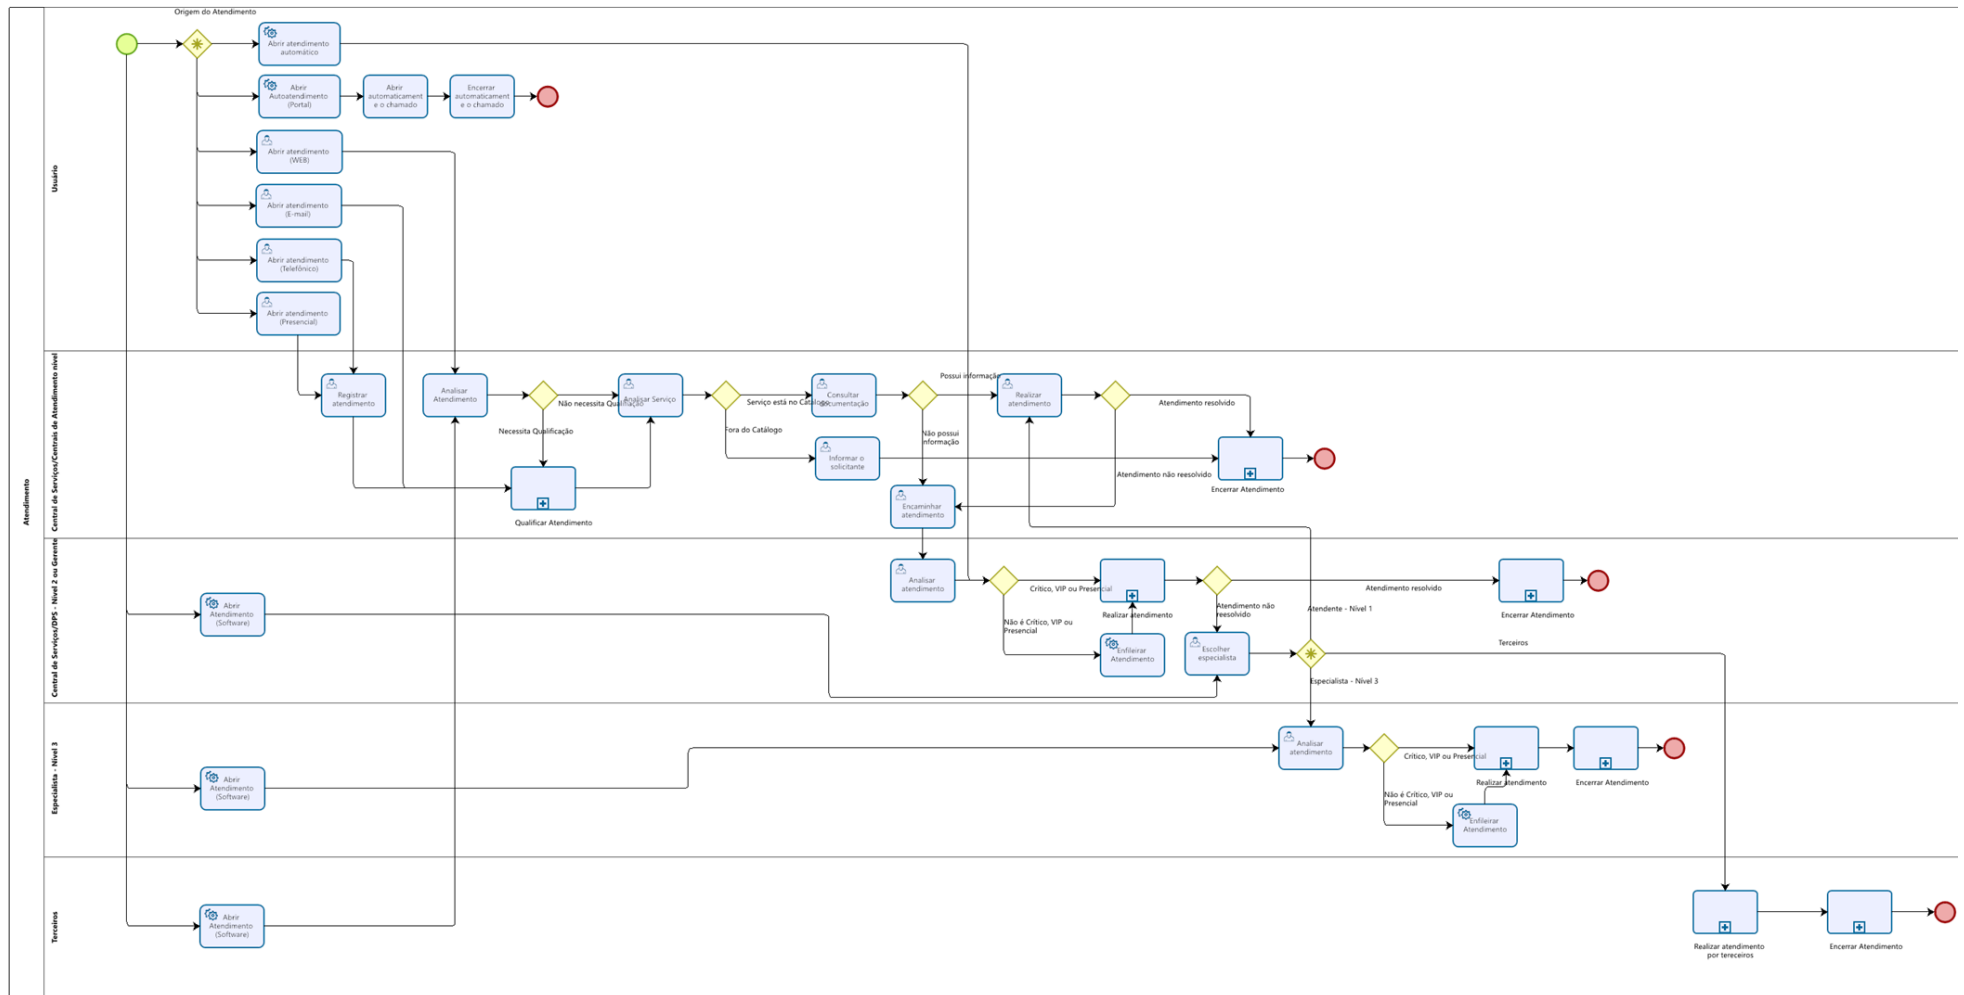 Origem do Atendimento
Abrir atendimento
automático
Abrir
Autoatendimento
(Portal)
Abrir
automaticament
e o chamado
Encerrar
automaticament
e o chamado
Abrir atendimento
(WEB)
Abrir atendimento
(E-mail)
Abrir atendimento
(Telefônico)
Abrir atendimento
(Presencial)
Usuário
Atendimento
Central de Serviços/Centrais de Atendimento nível
Registrar
atendimento
Analisar
Atendimento
Não necessita Qualificação
Necessita Qualificação
Qualificar Atendimento
Analisar Serviço
Serviço está no Catálogo
Fora do Catálogo
Consultar
documentação
Informar o
solicitante
Possui informação
Não possui
informação
Encaminhar
atendimento
Realizar
atendimento
Atendimento resolvido
Atendimento não reesolvido
Encerrar Atendimento
Central de Serviços/DPS - Nível 2 ou Gerente
Abrir
Atendimento
(Software)
Analisar
atendimento
Crítico, VIP ou Presencial
Não é Crítico, VIP ou
Presencial
Realizar atendimento
Enfileirar
Atendimento
Atendimento não
reesolvido
Escolher
especialista
Atendimento resolvido
Encerrar Atendimento
Atendente - Nível 1
Terceiros
Especialista - Nível 3
Especialista - Nível 3
Abrir
Atendimento
(Software)
Analisar
atendimento
Crítico, VIP ou Presencial
Não é Crítico, VIP ou
Presencial
Realizar atendimento
Enfileirar
Atendimento
Encerrar Atendimento
Terceiros
Abrir
Atendimento
(Software)
Realizar atendimento
por tereceiros
Encerrar Atendimento